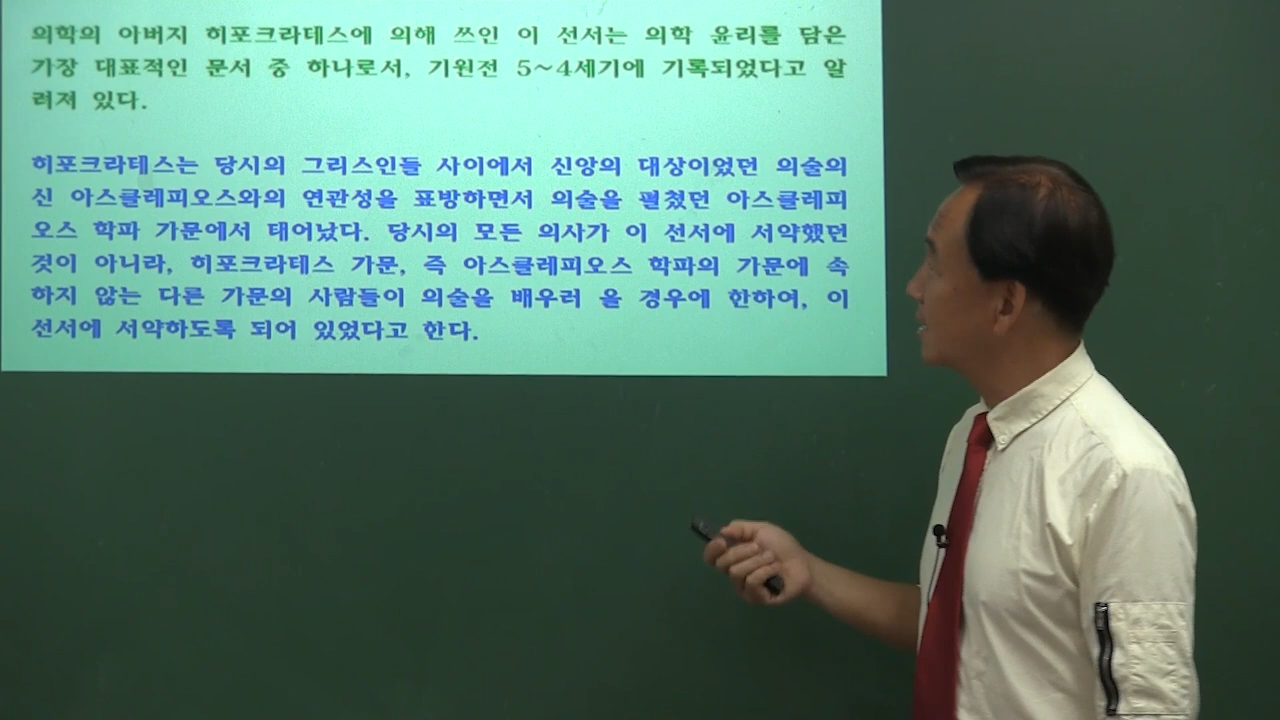 의학의 아버지 히포크라테스에 의해 쓰인 이 선서는 의학 윤리를 담은
가장 대표적인 문서 중 하나로서, 기원전 5~4세기에 기록되었다고 알
려져 있다.
히포크라테스는 당시의 그리스인들 사이에서 신앙의 대상이었던 의술의
신 아스클레피오스와의 연관성을 표방하면서 의술을 펼쳤던 아스클레피
오스 학파 가문에서 태어났다. 당시의 모든 의사가 이 선서에 서약했던
것이 아니라, 히포크라테스 가문, 즉 아스클레피오스 학파의 가문에 속
하지 않는 다른 가문의 사람들이 의술을 배우러 올 경우에 한하여, 이
선서에 서약하도록 되어 있었다고 한다.